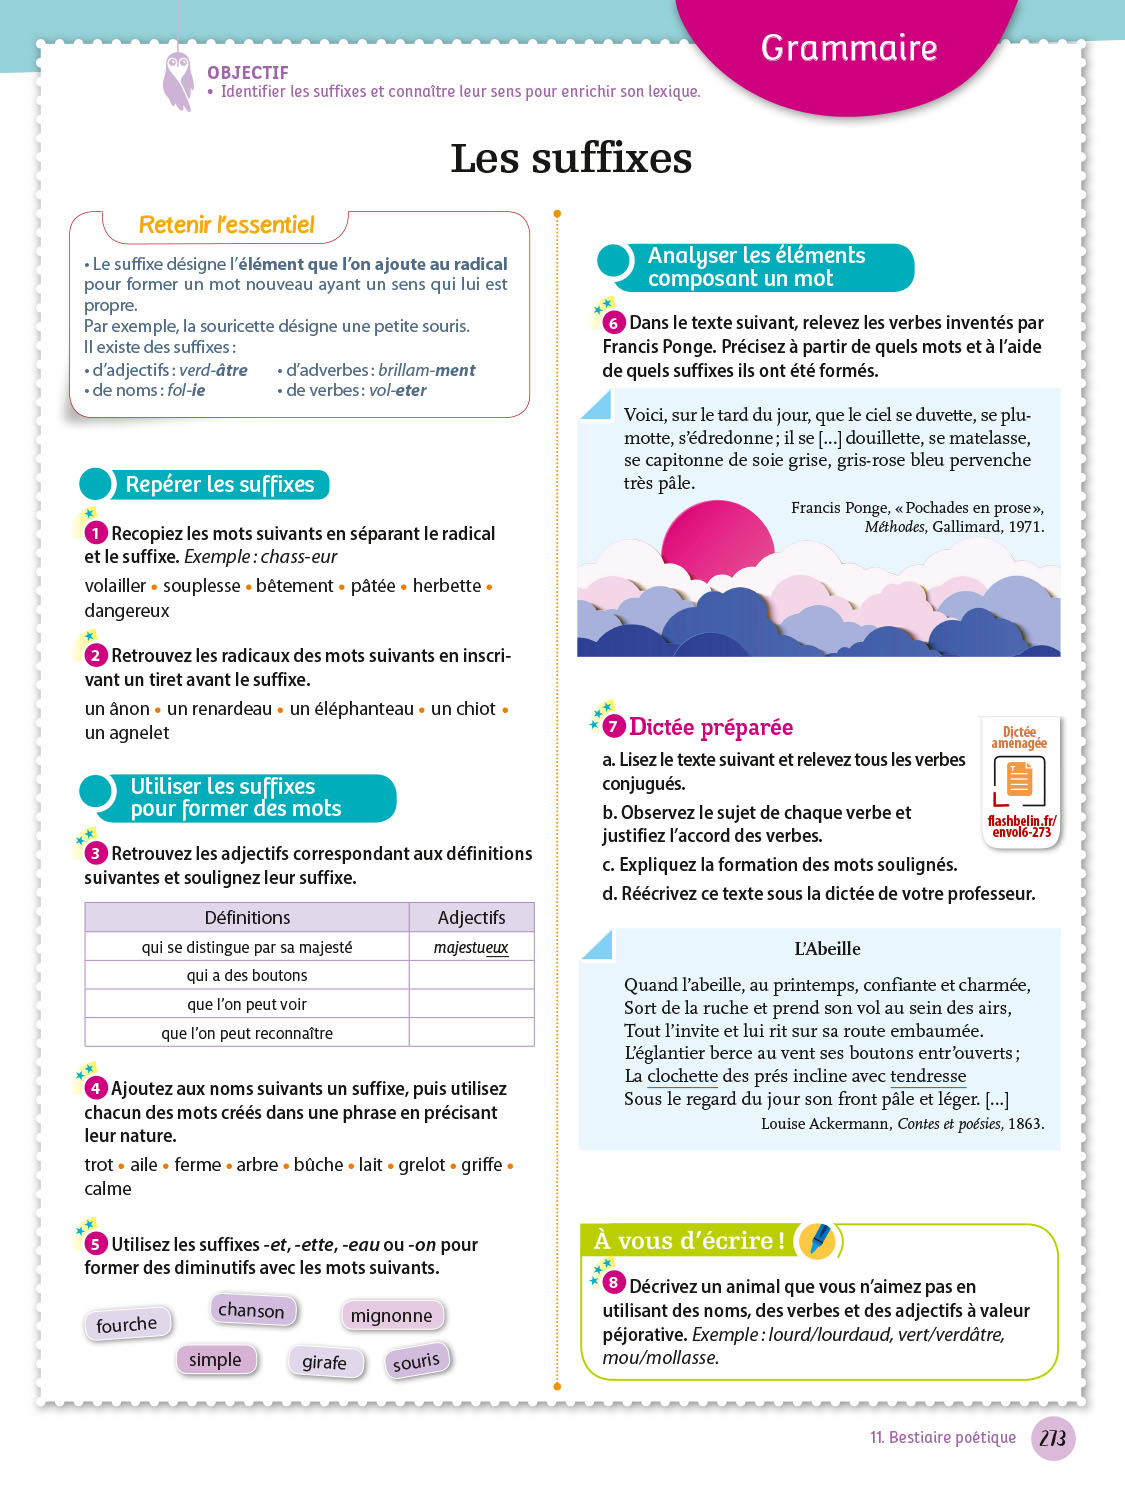 Grammaire
OBJECTIF
• Identifier les suffixes et connaître leur sens pour enrichir son lexique.
Les suffixes
Retenir l'essentiel
• Le suffixe désigne l'élément que l'on ajoute au radical
pour former un mot nouveau ayant un sens qui lui est
propre.
Par exemple, la souricette désigne une petite souris.
Il existe des suffixes :
• d'adjectifs : verd-âtre • d'adverbes : brillam-ment
• de noms : fol-ie • de verbes : vol-eter
Repérer les suffixes
1 Recopiez les mots suivants en séparant le radical
et le suffixe. Exemple : chass-eur
volailler • souplesse • bêtement • pâtée • herbette •
dangereux
2 Retrouvez les radicaux des mots suivants en inscri-
vant un tiret avant le suffixe.
un ânon • un renardeau • un éléphanteau • un chiot •
un agnelet
Utiliser les suffixes
pour former des mots
3 Retrouvez les adjectifs correspondant aux définitions
suivantes et soulignez leur suffixe.
Définitions Adjectifs
qui se distingue par sa majesté majestueux
qui a des boutons
que l'on peut voir
que l'on peut reconnaître
4 Ajoutez aux noms suivants un suffixe, puis utilisez
chacun des mots créés dans une phrase en précisant
leur nature.
trot • aile • ferme • arbre • bûche • lait • grelot • griffe •
calme
5 Utilisez les suffixes -et, -ette, -eau ou -on pour
former des diminutifs avec les mots suivants.
fourche chanson mignonne
simple girafe souris
Analyser les éléments
composant un mot
6 Dans le texte suivant, relevez les verbes inventés par
Francis Ponge. Précisez à partir de quels mots et à l'aide
de quels suffixes ils ont été formés.
Voici, sur le tard du jour, que le ciel se duvette, se plu-
motte, s'édredonne ; il se [...] douillette, se matelasse,
se capitonne de soie grise, gris-rose bleu pervenche
très pâle.
Francis Ponge, « Pochades en prose »,
Méthodes, Gallimard, 1971.
7 Dictée préparée
a. Lisez le texte suivant et relevez tous les verbes
conjugués.
b. Observez le sujet de chaque verbe et
justifiez l'accord des verbes.
c. Expliquez la formation des mots soulignés.
d. Réécrivez ce texte sous la dictée de votre professeur.
Dictée
aménagée
flashbelin.fr/
envol6-273
L'Abeille
Quand l'abeille, au printemps, confiante et charmée,
Sort de la ruche et prend son vol au sein des airs,
Tout l'invite et lui rit sur sa route embaumée.
L'églantier berce au vent ses boutons entr'ouverts ;
La clochette des prés incline avec tendresse
Sous le regard du jour son front pâle et léger. [...]
Louise Ackermann, Contes et poésies, 1863.
À vous d'écrire !
8 Décrivez un animal que vous n'aimez pas en
utilisant des noms, des verbes et des adjectifs à valeur
péjorative. Exemple : lourd/lourdaud, vert/verdâtre,
mou/mollasse.
11. Bestiaire poétique 273